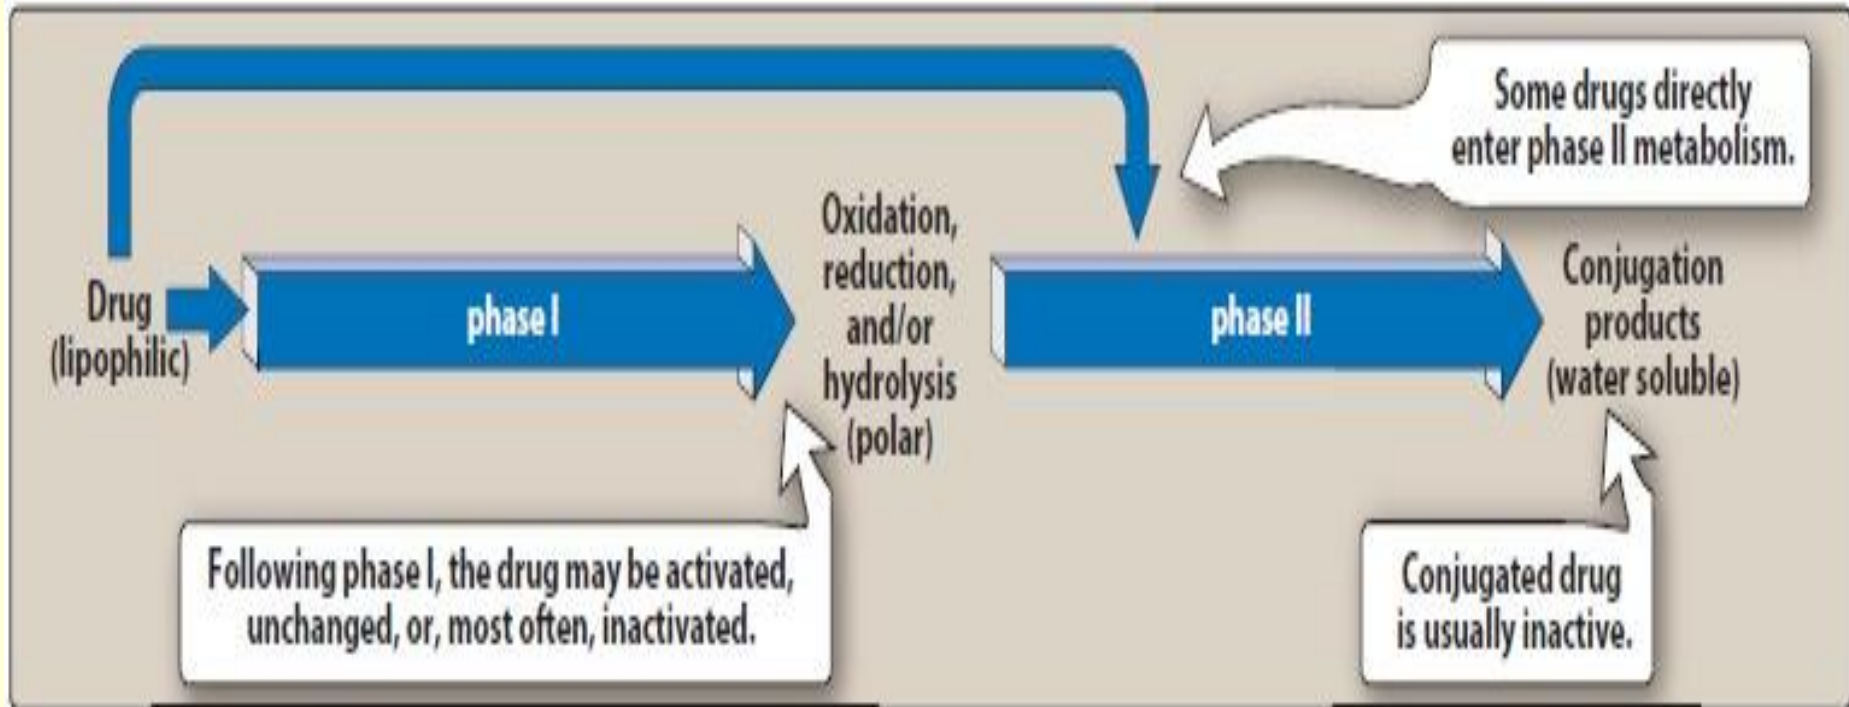 Some drugs directly
enter phase II metabolism.
Drug
(lipophilic)
phase I
Oxidation,
reduction,
and/or
hydrolysis
(polar)
phase II
Conjugation
products
(water soluble)
Following phase I, the drug may be activated,
unchanged, or, most often, inactivated.
Conjugated drug
is usually inactive.